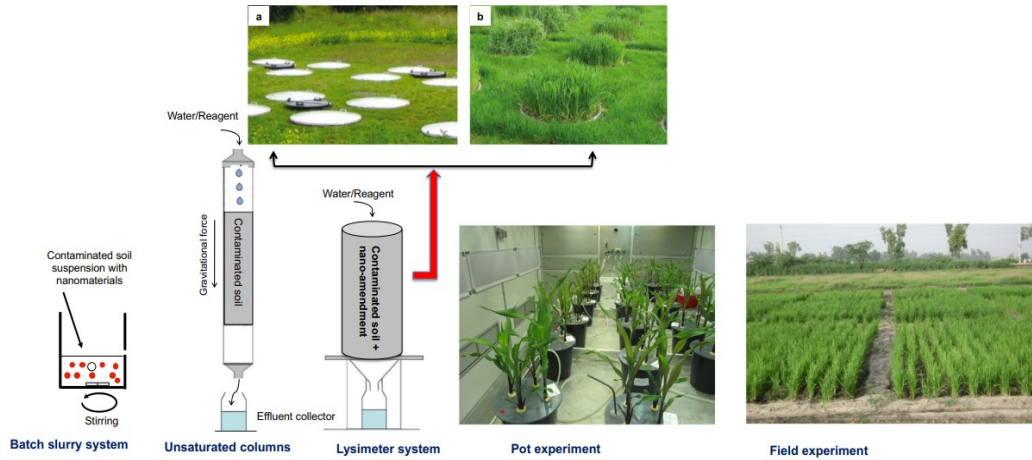 a
b
Water/Reagent
Gravitational force
Contaminated soil
Water/Reagent
Contaminated soil +
nano-amendment
Contaminated soil
suspension with
nanomaterials
Stirring
Effluent collector
Batch slurry system
Unsaturated columns
Lysimeter system
Pot experiment
Field experiment